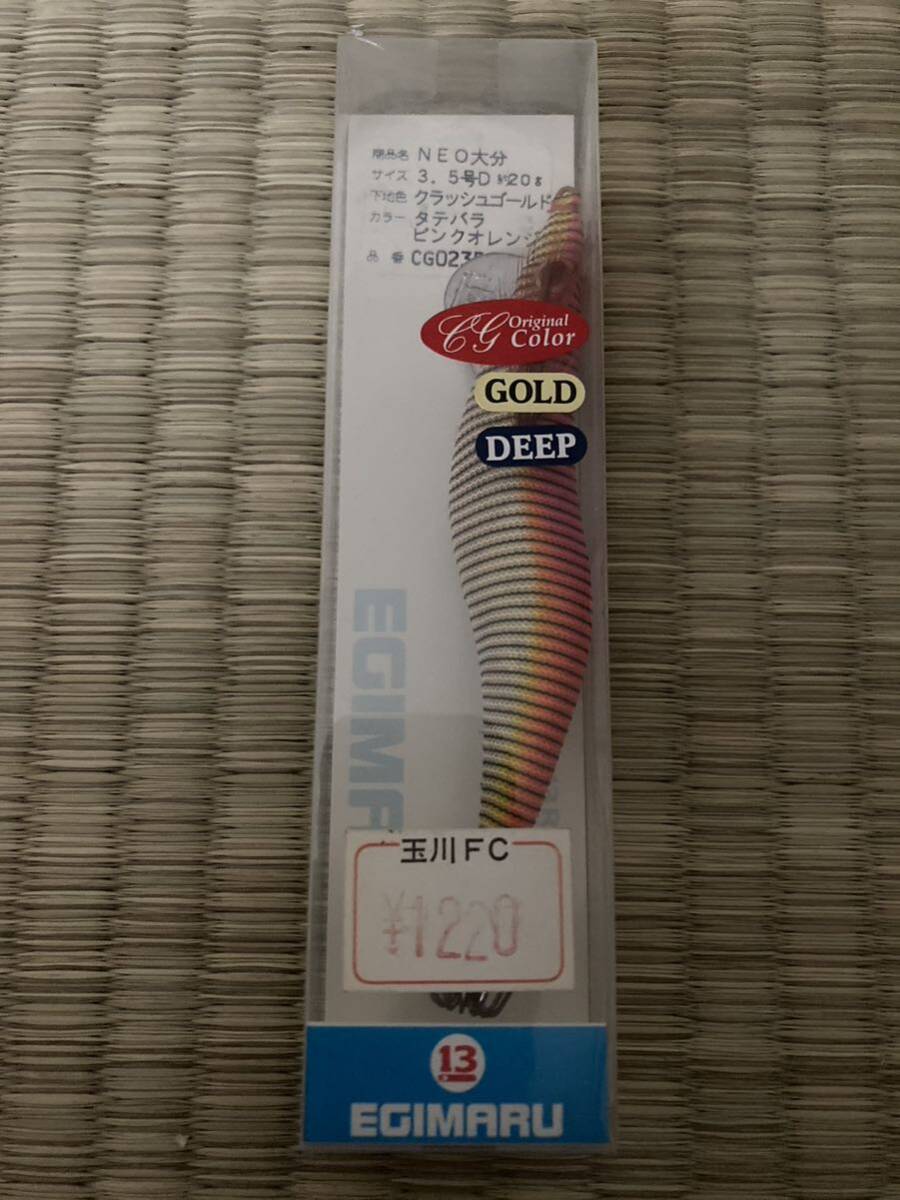 商品名 NEO大分
サイズ 3.5号D 約20g
下地色 クラッシュゴールド
カラー タテバラ
ピンクオレンジ
品番 CG023
CG Original
Color
GOLD
DEEP
EGIMA
玉川FC
¥1220
13
EGIMARU